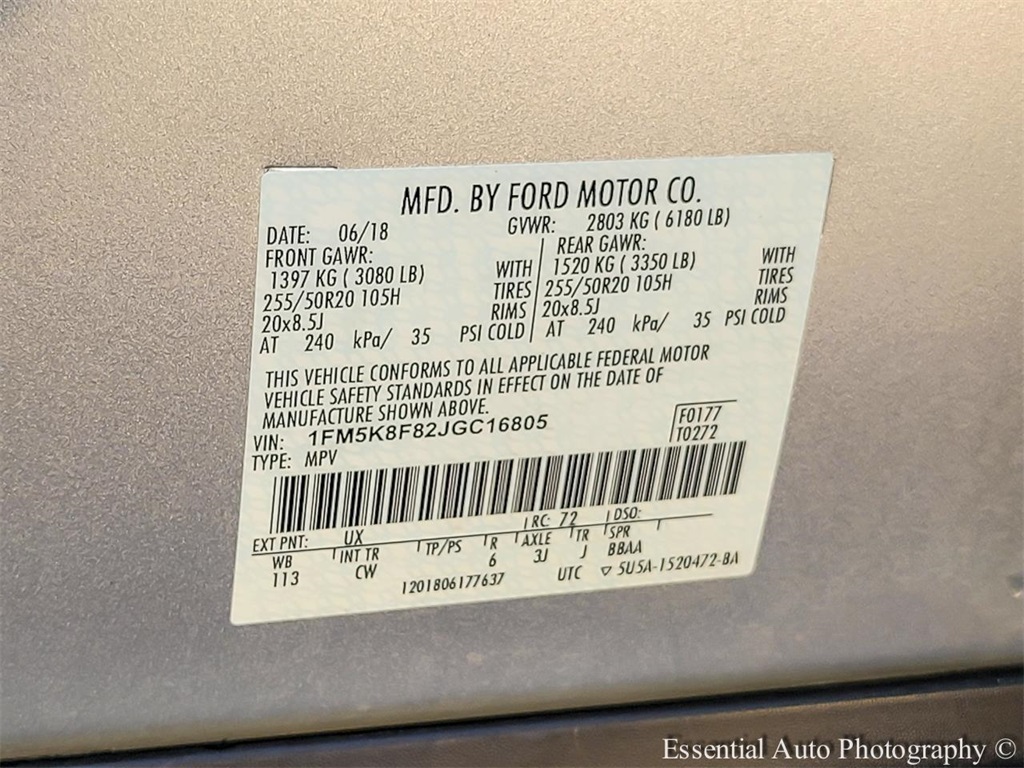 MFD. BY FORD MOTOR CO.
DATE: 06/18 GVWR: 2803 KG ( 6180 LB)
FRONT GAWR: REAR GAWR:
1397 KG ( 3080 LB) WITH 1520 KG ( 3350 LB) WITH
255/50R20 105H TIRES 255/50R20 105H TIRES
20x8.5J RIMS 20x8.5J RIMS
AT 240 kPa/ 35 PSI COLD AT 240 kPa/ 35 PSI COLD
THIS VEHICLE CONFORMS TO ALL APPLICABLE FEDERAL MOTOR
VEHICLE SAFETY STANDARDS IN EFFECT ON THE DATE OF
MANUFACTURE SHOWN ABOVE.
VIN: 1FM5K8F82JGC16805 F0177
TYPE: MPV T0272
EXT PNT: UX RC: 72 DSO:
WB INT TR TP/PS R AXLE TR SPR
113 CW 6 3J J BBAA
1201806177637 UTC ▽ 5U5A-1520472-BA
Essential Auto Photography ©